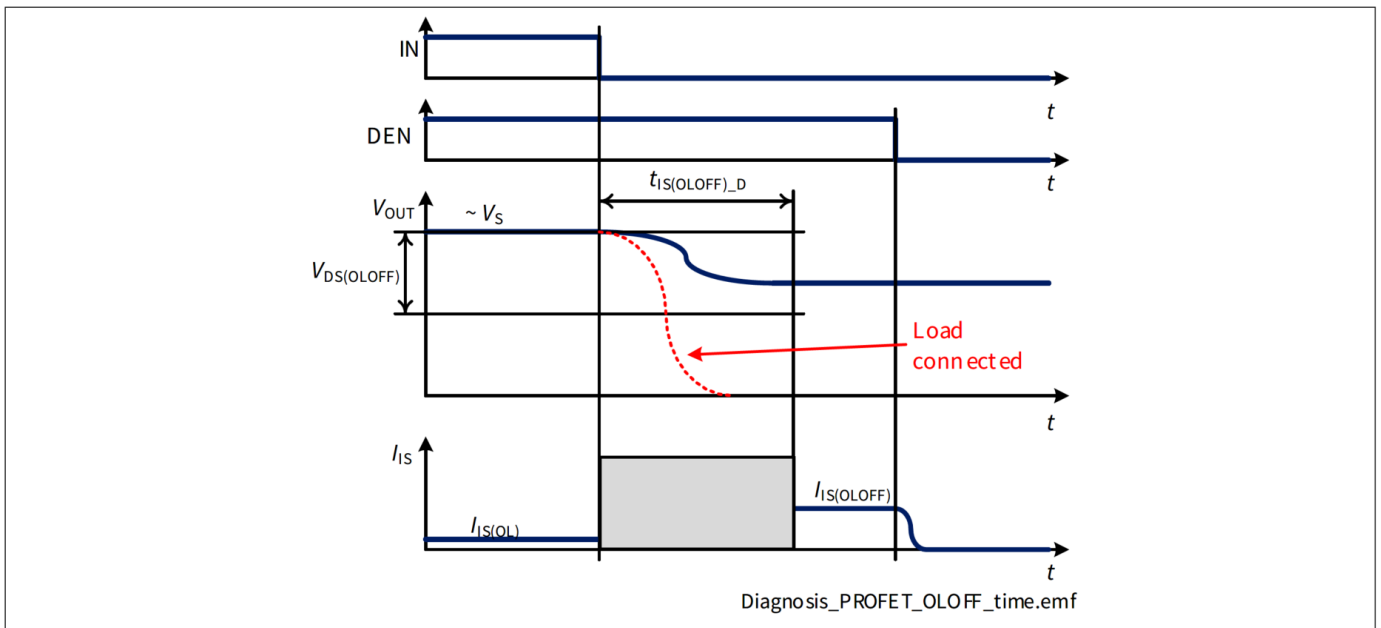 IN
t
DEN
t
tIS(OLOFF)_D
VOUT
~ VS
VDS(OLOFF)
Load
connected
t
IIS
IIS(OLOFF)
IIS(OL)
t
Diagnosis_PROFET_OLOFF_time.emf